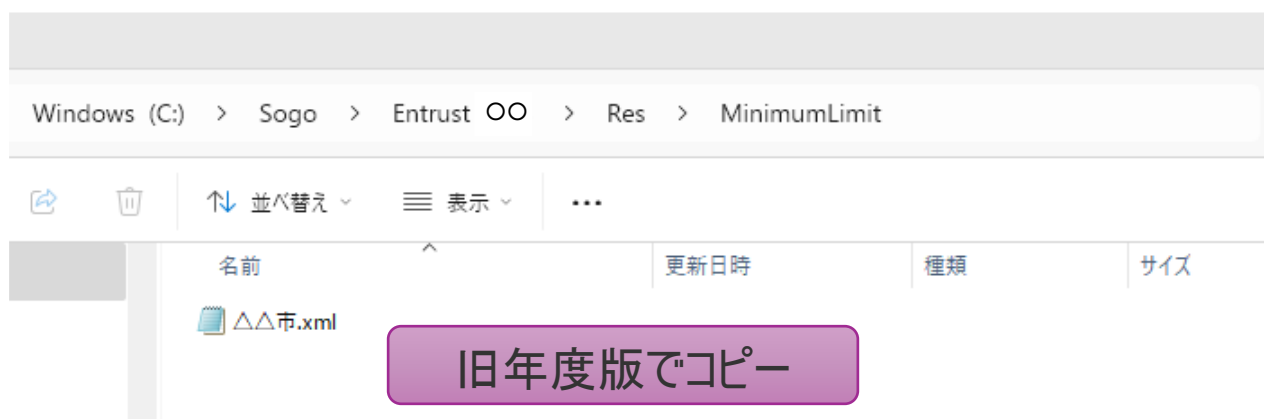 Windows (C:) > Sogo > Entrust 〇〇 > Res > MinimumLimit
並べ替え 表示 ...
名前 更新日時 種類 サイズ
△△市.xml
旧年度版でコピー